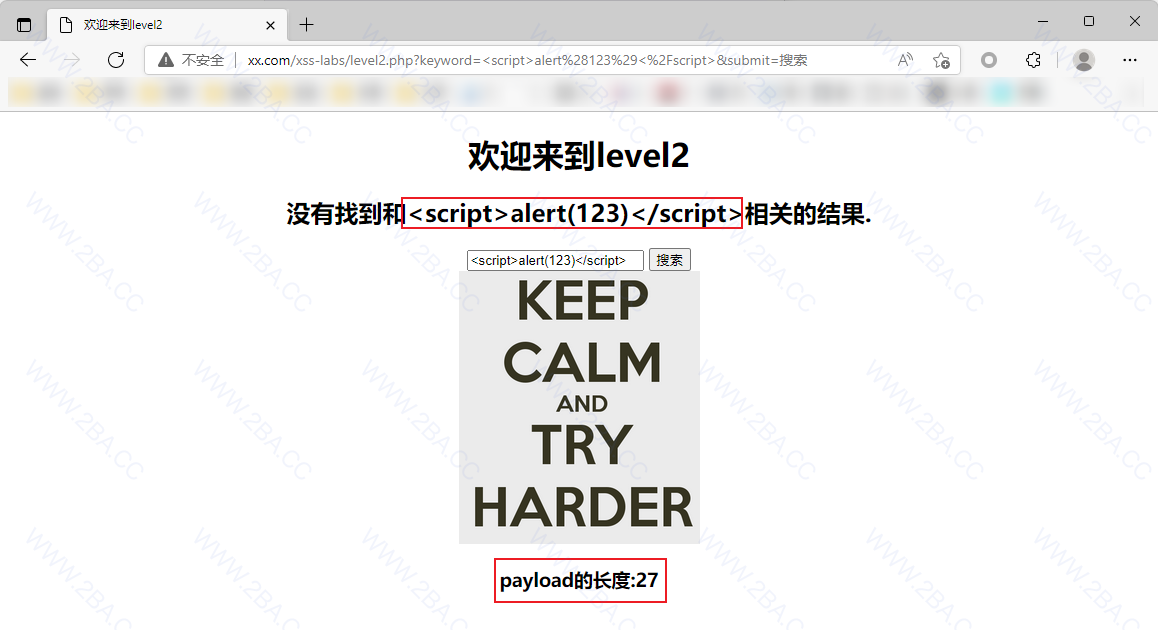 欢迎来到level2
不安全 xx.com/xss-labs/level2.php?keyword=<script>alert%28123%29<%2Fscript>&submit=搜索
欢迎来到level2
没有找到和<script>alert(123)</script>相关的结果.
<script>alert(123)</script> 搜索
KEEP
CALM
AND
TRY
HARDER
payload的长度:27
WWW.2BA.CC